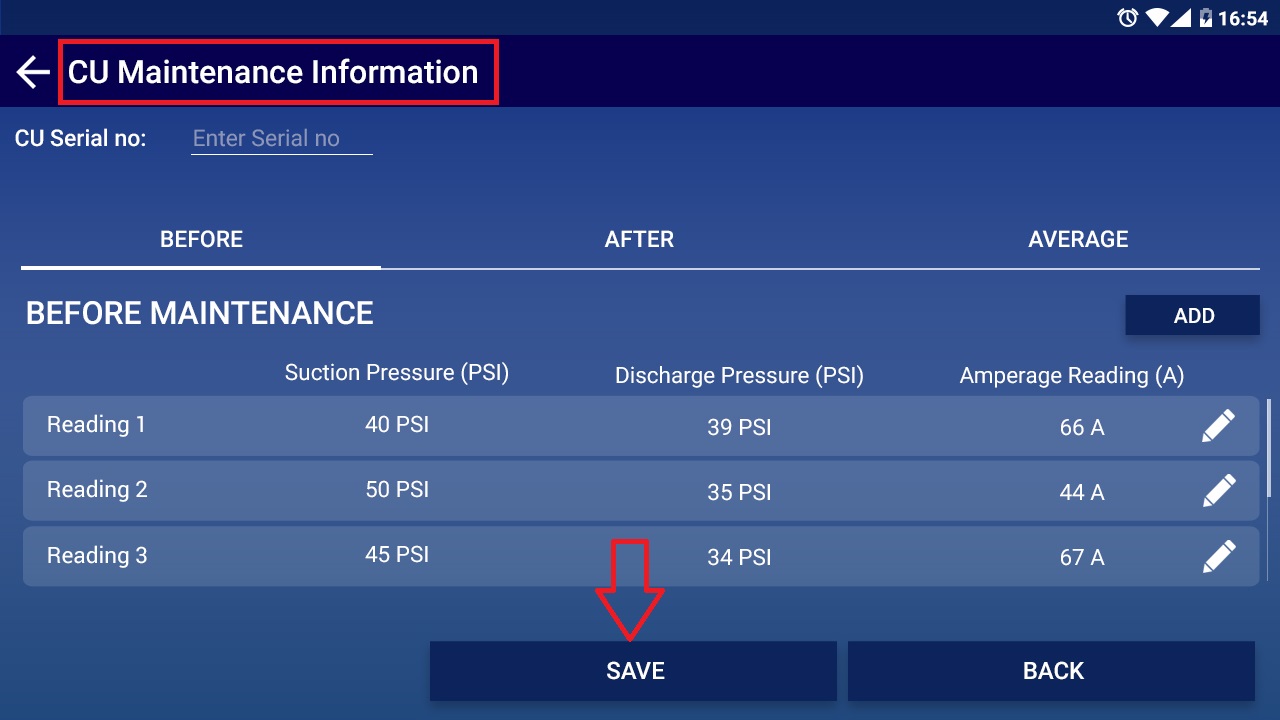 16:54
CU Maintenance Information
CU Serial no: Enter Serial no
BEFORE AFTER AVERAGE
BEFORE MAINTENANCE ADD
Suction Pressure (PSI) Discharge Pressure (PSI) Amperage Reading (A)
Reading 1 40 PSI 39 PSI 66 A
Reading 2 50 PSI 35 PSI 44 A
Reading 3 45 PSI 34 PSI 67 A
SAVE BACK